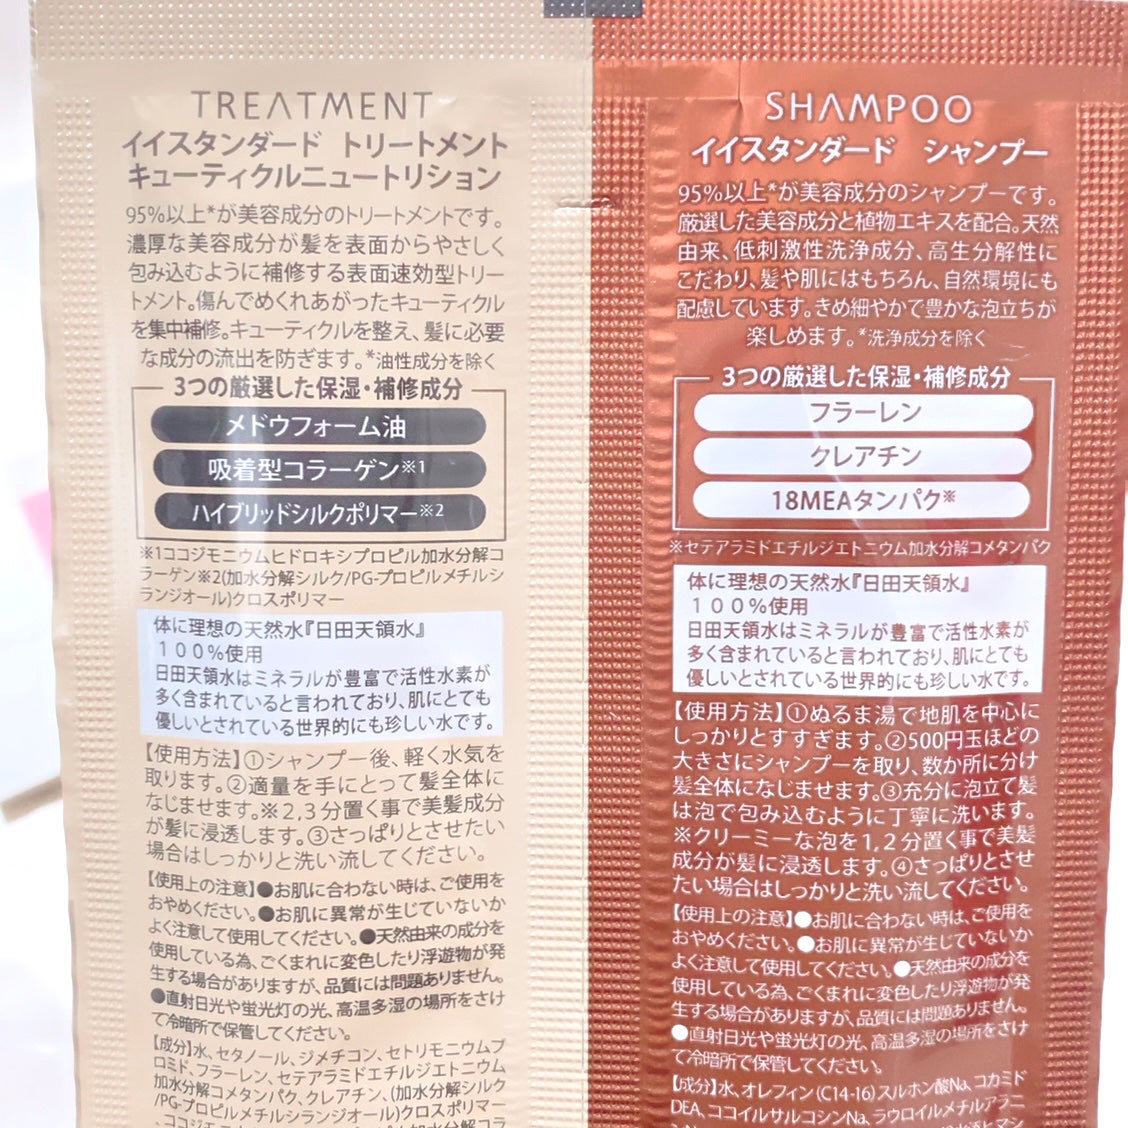 TREATMENT
イイスタンダード　トリートメント
キューティクルニュートリション
95%以上*が美容成分のトリートメントです。
濃厚な美容成分が髪を表面からやさしく
包み込むように補修する表面速効型トリー
トメント。傷んでめくれあがったキューティクル
を集中補修。キューティクルを整え、髪に必要
な成分の流出を防ぎます。*油性成分を除く
3つの厳選した保湿・補修成分
メドウフォーム油
吸着型コラーゲン※1
ハイブリッドシルクポリマー※2
※1ココジモニウムヒドロキシプロピル加水分解コ
ラーゲン※2(加水分解シルク/PG-プロピルメチルシ
ランジオール)クロスポリマー
体に理想の天然水『日田天領水』
１００%使用
日田天領水はミネラルが豊富で活性水素が
多く含まれていると言われており、肌にとても
優しいとされている世界的にも珍しい水です。
【使用方法】①シャンプー後、軽く水気を
取ります。②適量を手にとって髪全体に
なじませます。※2,3分置く事で美髪成分
が髪に浸透します。③さっぱりとさせたい
場合はしっかりと洗い流してください。
【使用上の注意】●お肌に合わない時は、ご使用を
おやめください。●お肌に異常が生じていないか
よく注意して使用してください。●天然由来の成分を
使用している為、ごくまれに変色したり浮遊物が発
生する場合がありますが、品質には問題ありません。
●直射日光や蛍光灯の光、高温多湿の場所をさけ
て冷暗所で保管してください。
【成分】水、セタノール、ジメチコン、セトリモニウムブ
ロミド、フラーレン、セテアラミドエチルジエトニウム
加水分解コメタンパク、クレアチン、(加水分解シルク
/PG-プロピルメチルシランジオール)クロスポリマー
SHAMPOO
イイスタンダード　シャンプー
95%以上*が美容成分のシャンプーです。
厳選した美容成分と植物エキスを配合。天然
由来、低刺激性洗浄成分、高生分解性に
こだわり、髪や肌にはもちろん、自然環境にも
配慮しています。きめ細やかで豊かな泡立ちが
楽しめます。*洗浄成分を除く
3つの厳選した保湿・補修成分
フラーレン
クレアチン
18MEAタンパク※
※セテアラミドエチルジエトニウム加水分解コメタンパク
体に理想の天然水『日田天領水』
１００%使用
日田天領水はミネラルが豊富で活性水素が
多く含まれていると言われており、肌にとても
優しいとされている世界的にも珍しい水です。
【使用方法】①ぬるま湯で地肌を中心に
しっかりとすすぎます。②500円玉ほどの
大きさにシャンプーを取り、数か所に分け
髪全体になじませます。③充分に泡立て髪
は泡で包み込むように丁寧に洗います。
※クリーミーな泡を1,2分置く事で美髪
成分が髪に浸透します。④さっぱりとさせ
たい場合はしっかりと洗い流してください。
【使用上の注意】●お肌に合わない時は、ご使用を
おやめください。●お肌に異常が生じていないか
よく注意して使用してください。●天然由来の成分を
使用している為、ごくまれに変色したり浮遊物が発
生する場合がありますが、品質には問題ありません。
●直射日光や蛍光灯の光、高温多湿の場所をさけ
て冷暗所で保管してください。
【成分】水、オレフィン(C14-16)スルホン酸Na、コカミド
DEA、ココイルサルコシンNa、ラウロイルメチルアラニ